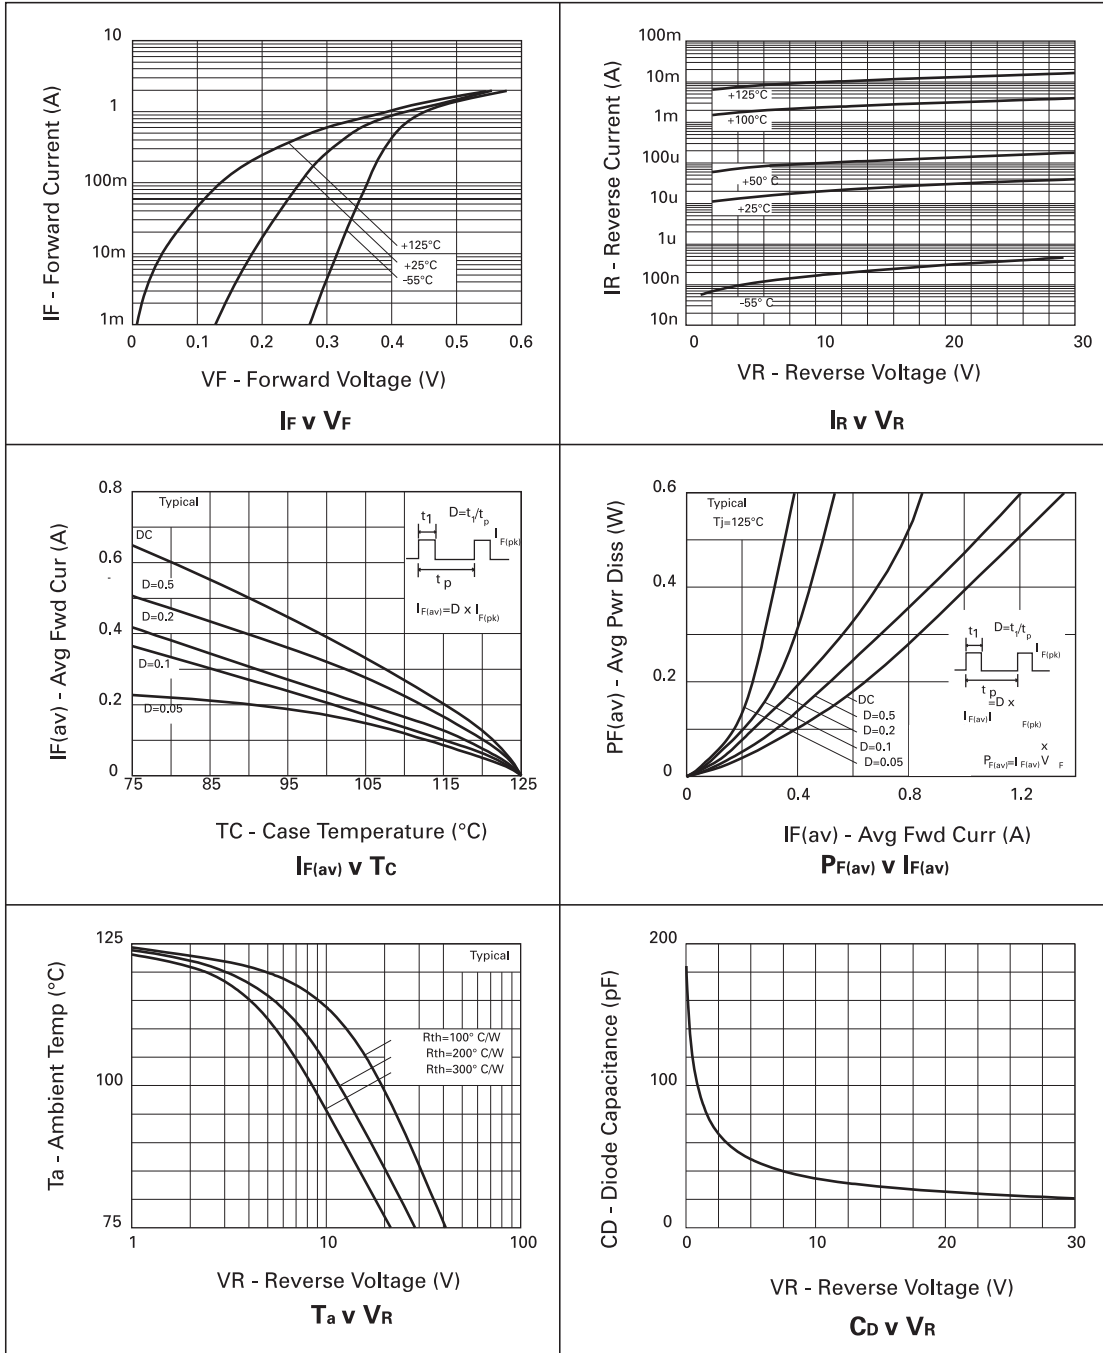 IF - Forward Current (A)
10
1
100m
10m
1m
+125°C
+25°C
-55°C
0 0.1 0.2 0.3 0.4 0.5 0.6
VF - Forward Voltage (V)
IF v VF
IR - Reverse Current (A)
100m
10m
1m
100u
10u
1u
100n
10n
+125°C
+100°C
+50° C
+25°C
-55° C
0 10 20 30
VR - Reverse Voltage (V)
IR v VR
IF(av) - Avg Fwd Cur (A)
0.8
0.6
0.4
0.2
0
Typical
DC
D=0.5
D=0.2
D=0.1
D=0.05
t1 D=t1/tp
IF(pk)
tp
IF(av)=D x IF(pk)
75 85 95 105 115 125
TC - Case Temperature (°C)
IF(av) v TC
PF(av) - Avg Pwr Diss (W)
0.6
0.4
0.2
0
Typical
Tj=125°C
t1 D=t1/tp
IF(pk)
tp
=D x
IF(av)I F(pk)
x
PF(av)=IF(av)V F
DC
D=0.5
D=0.2
D=0.1
D=0.05
0 0.4 0.8 1.2
IF(av) - Avg Fwd Curr (A)
PF(av) v IF(av)
Ta - Ambient Temp (°C)
125
100
75
Typical
Rth=100° C/W
Rth=200° C/W
Rth=300° C/W
1 10 100
VR - Reverse Voltage (V)
Ta v VR
CD - Diode Capacitance (pF)
200
100
0
0 10 20 30
VR - Reverse Voltage (V)
CD v VR